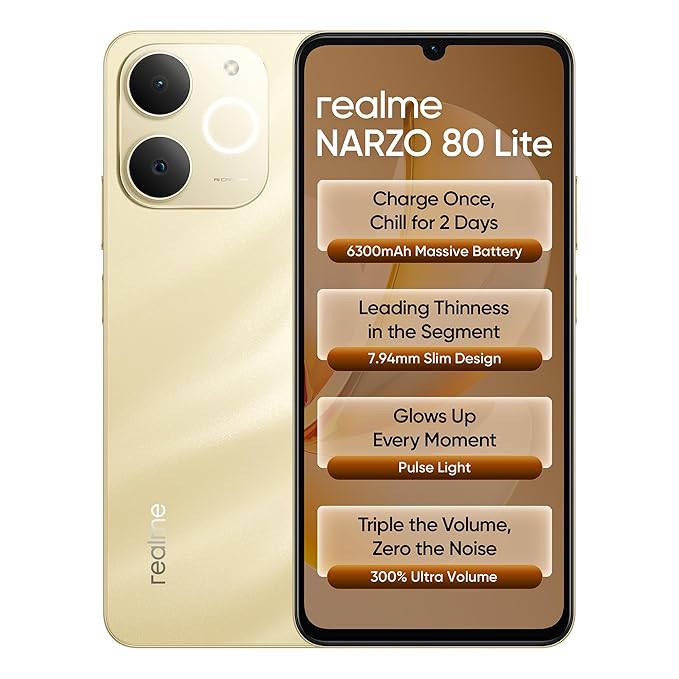 realme
NARZO 80 Lite
Charge Once,
Chill for 2 Days
6300mAh Massive Battery
Leading Thinness
in the Segment
7.94mm Slim Design
Glows Up
Every Moment
Pulse Light
Triple the Volume,
Zero the Noise
300% Ultra Volume
realme